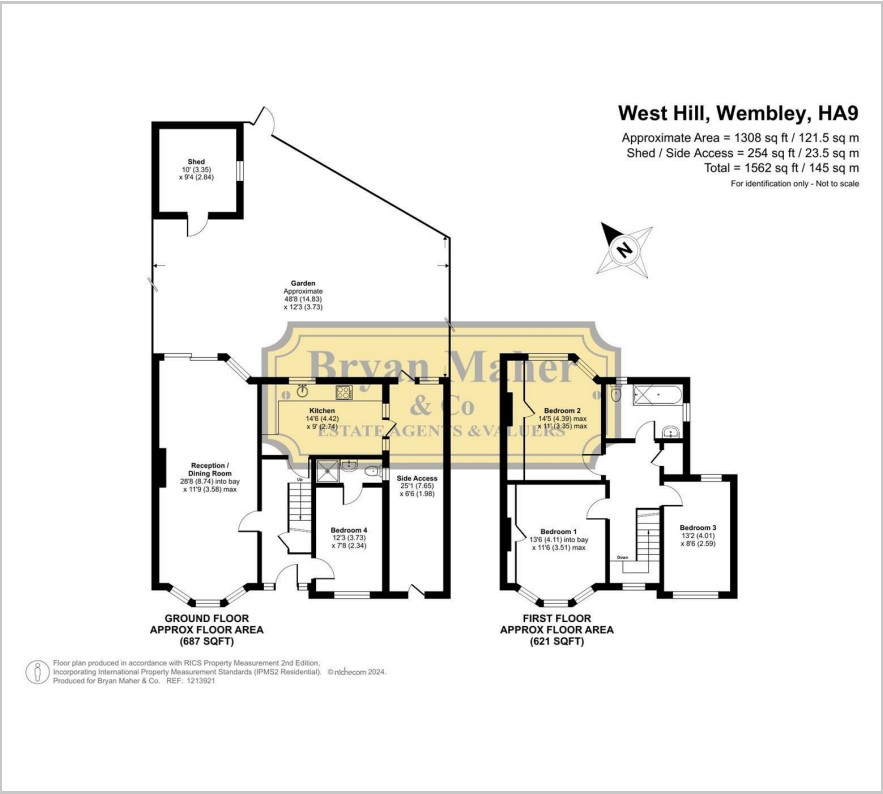 West Hill, Wembley, HA9
Approximate Area = 1308 sq ft / 121.5 sq m
Shed / Side Access = 254 sq ft / 23.5 sq m
Total = 1562 sq ft / 145 sq m
For identification only - Not to scale
Shed
10' (3.35)
x 9'4 (2.84)
N
Garden
Approximate
48'8 (14.83)
x 12'3 (3.73)
Bryan Maher
& Co
ESTATE AGENTS & VALUERS
Kitchen
14'6 (4.42)
x 9' (2.74)
Reception /
Dining Room
28'8 (8.74) into bay
x 11'9 (3.58) max
Up
Side Access
25'1 (7.65)
x 6'6 (1.98)
Bedroom 4
12'3 (3.73)
x 7'8 (2.34)
Bedroom 2
14'5 (4.39) max
x 11' (3.35) max
Bedroom 1
13'6 (4.11) into bay
x 11'6 (3.51) max
Bedroom 3
13'2 (4.01)
x 8'6 (2.59)
Down
GROUND FLOOR
APPROX FLOOR AREA
(687 SQFT)
FIRST FLOOR
APPROX FLOOR AREA
(621 SQFT)
Floor plan produced in accordance with RICS Property Measurement 2nd Edition,
Incorporating International Property Measurement Standards (IPMS2 Residential). © nichecom 2024.
Produced for Bryan Maher & Co. REF: 1213921